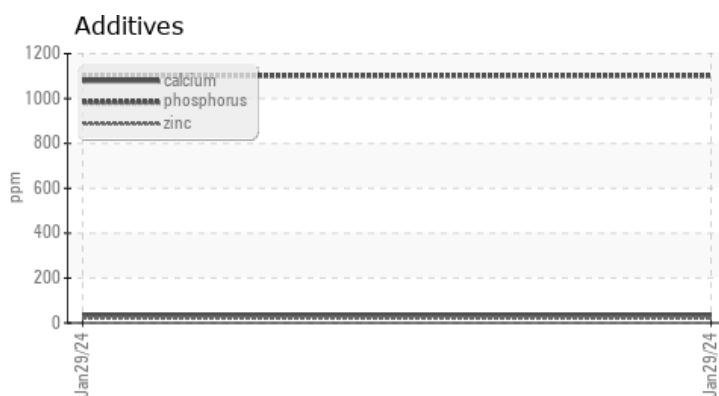 Additives
1200
1000
800
600
400
200
0
ppm
calcium
phosphorus
zinc
Jan29/24
Jan29/24